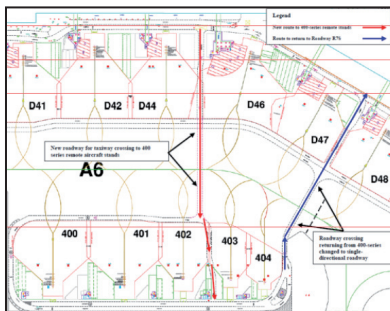 Legend
New route to 400-series remote stands
Route to return to Roadway R7S
D41
D42
D44
D46
D47
D48
New roadway for taxiway crossing to 400
series remote aircraft stands
A6
400
401
402
403
404
Roadway crossing
returning from 400-series
changed to single-
directional roadway